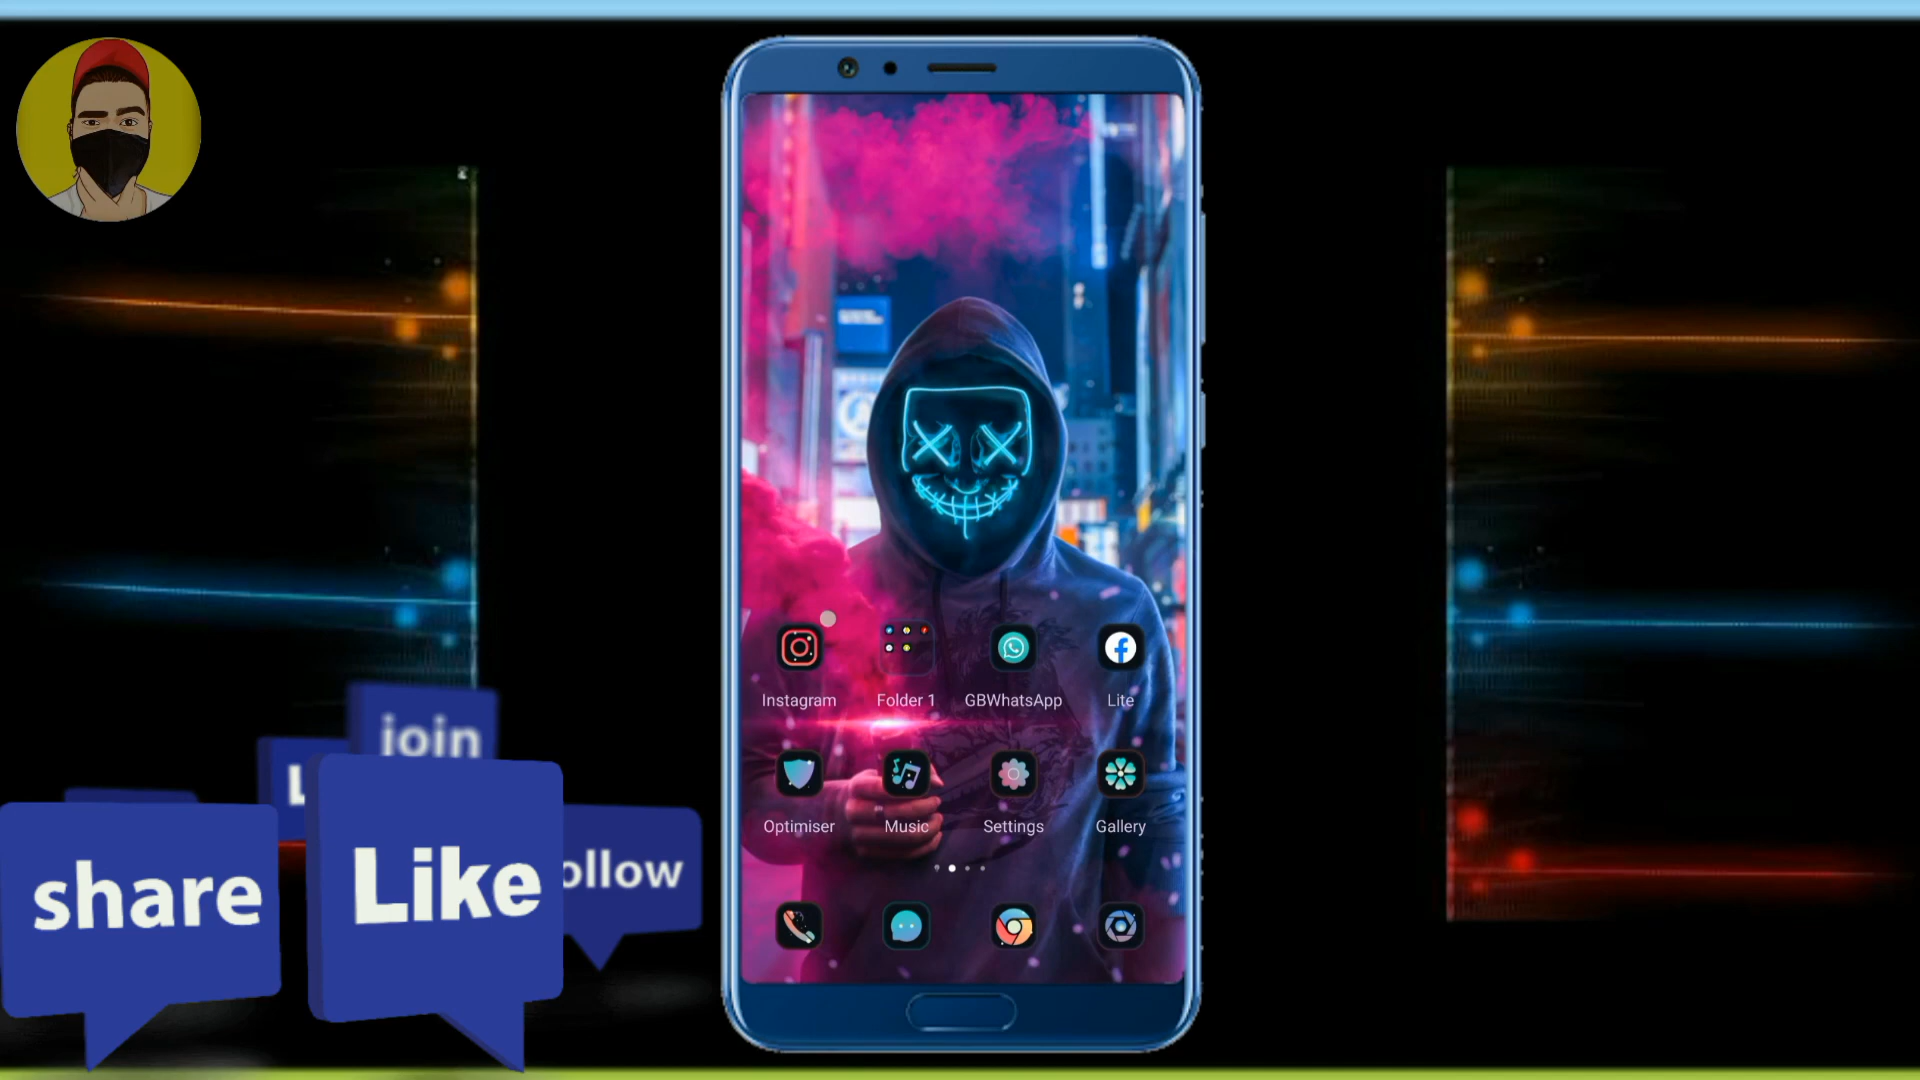 Instagram
Folder 1
GBWhatsApp
Lite
Optimiser
Music
Settings
Gallery
join
L
share
Like
ollow